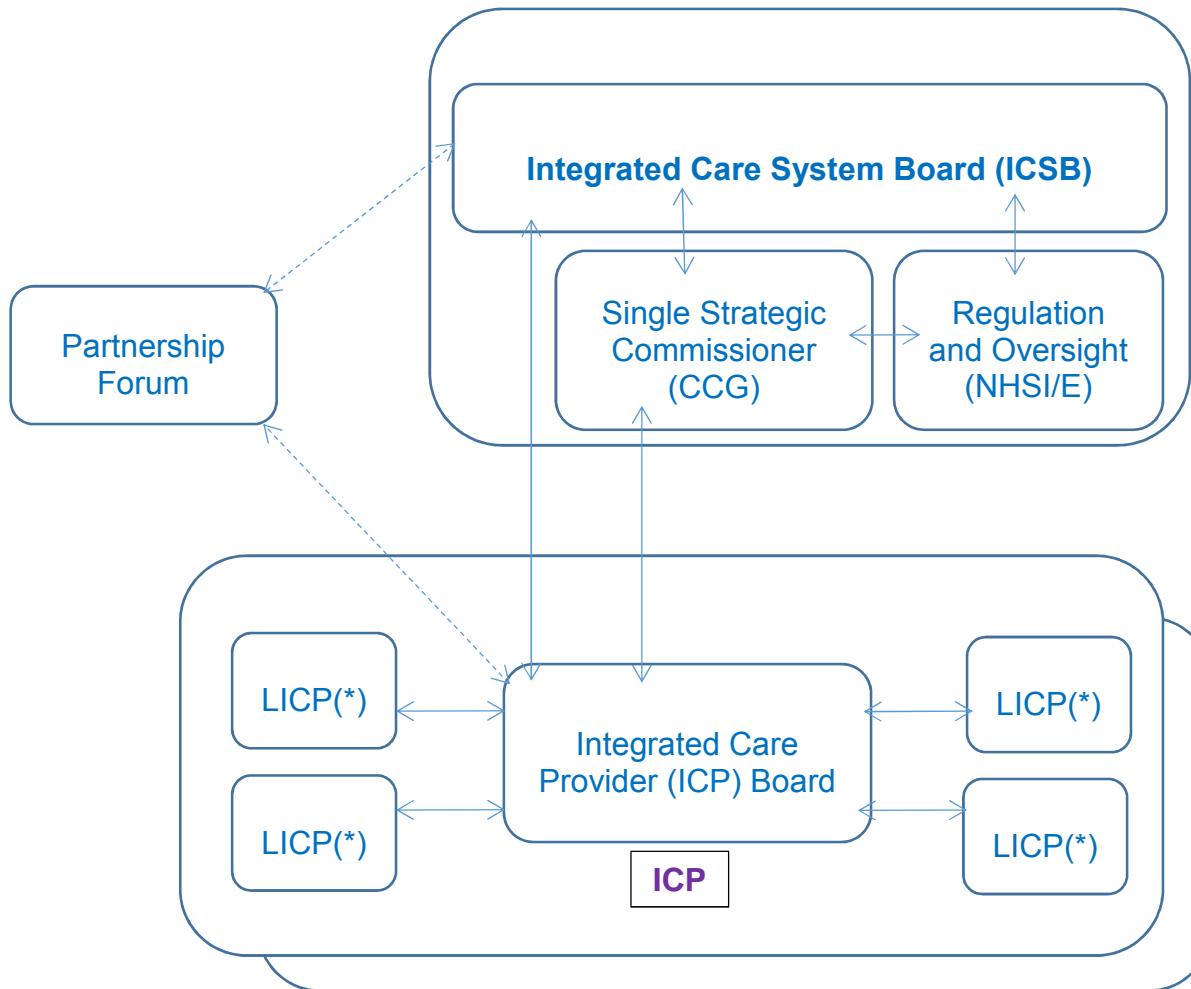 Integrated Care System Board (ICSB)
Single Strategic
Commissioner
(CCG)
Regulation
and Oversight
(NHSI/E)
Partnership
Forum
LICP(*)
LICP(*)
Integrated Care
Provider (ICP) Board
LICP(*)
LICP(*)
ICP